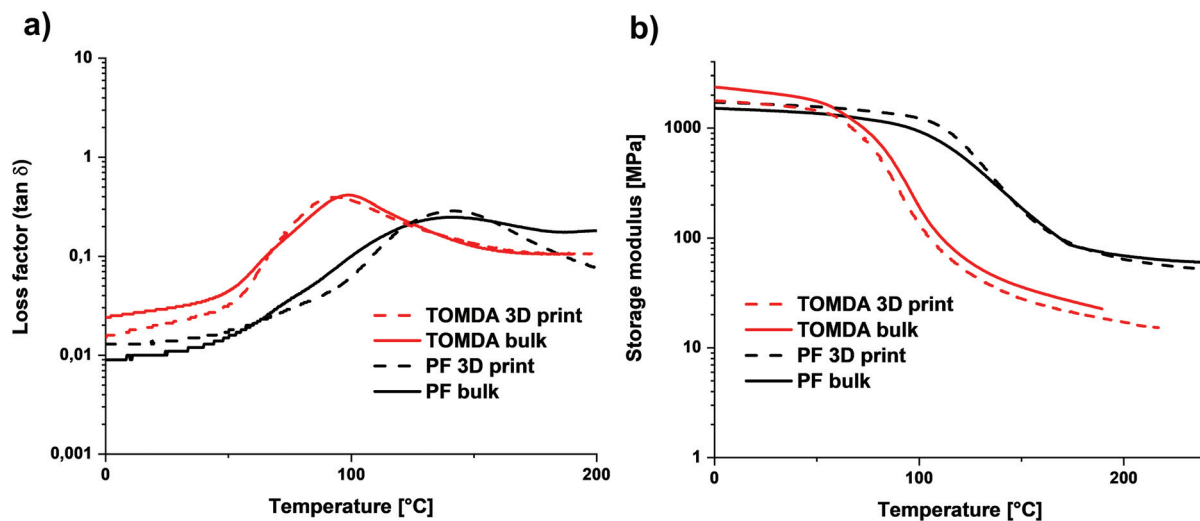 a)
Loss factor (tan δ)
10
1
0,1
0,01
0,001
0
100
200
Temperature [°C]
TOMDA 3D print
TOMDA bulk
PF 3D print
PF bulk
b)
Storage modulus [MPa]
1000
100
10
1
0
100
200
Temperature [°C]
TOMDA 3D print
TOMDA bulk
PF 3D print
PF bulk